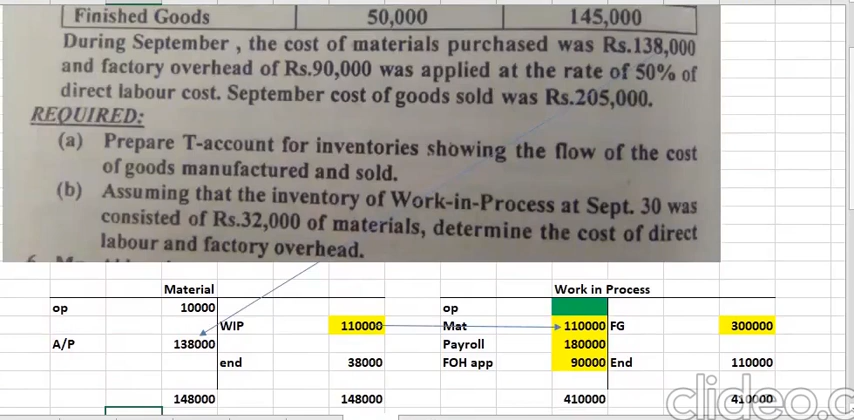 Finished Goods 50,000 145,000
During September , the cost of materials purchased was Rs.138,000
and factory overhead of Rs.90,000 was applied at the rate of 50% of
direct labour cost. September cost of goods sold was Rs.205,000.
REQUIRED:
(a) Prepare T-account for inventories showing the flow of the cost
of goods manufactured and sold.
(b) Assuming that the inventory of Work-in-Process at Sept. 30 was
consisted of Rs.32,000 of materials, determine the cost of direct
labour and factory overhead.
Material Work in Process
op 10000 op
WIP 110000 Mat 110000 FG 300000
A/P 138000 Payroll 180000
end 38000 FOH app 90000 End 110000
148000 148000 410000 410000
clideo.c